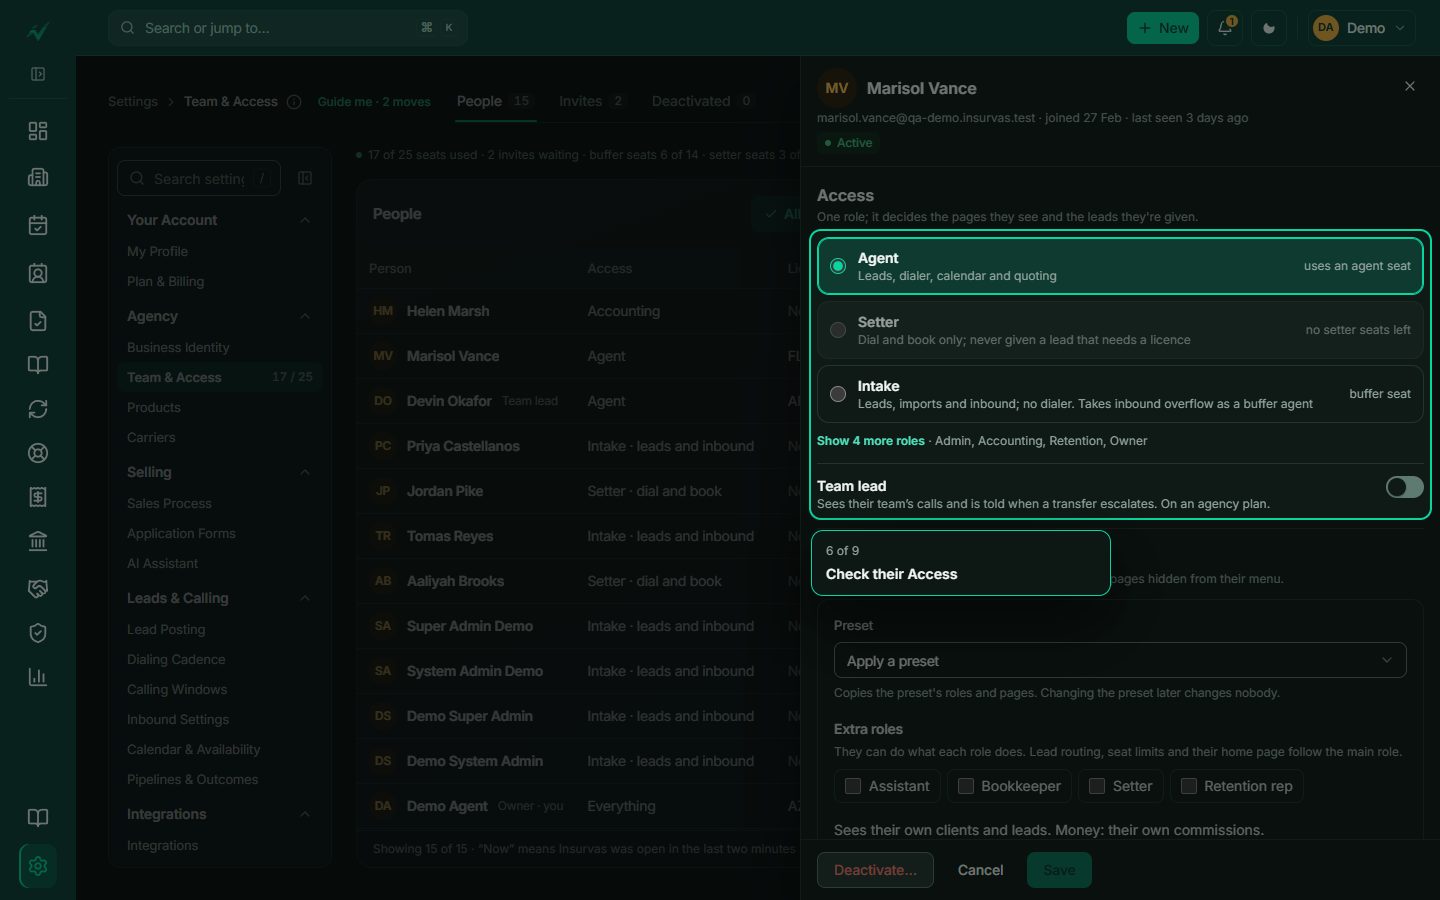 Search or jump to...
⌘ K
+ New
1
DA
Demo
Settings > Team & Access
Guide me · 2 moves
People 15
Invites 2
Deactivated 0
17 of 25 seats used · 2 invites waiting · buffer seats 6 of 14 · setter seats 3 of
Search setting
/
Your Account
My Profile
Plan & Billing
Agency
Business Identity
Team & Access 17 / 25
Products
Carriers
Selling
Sales Process
Application Forms
AI Assistant
Leads & Calling
Lead Posting
Dialing Cadence
Calling Windows
Inbound Settings
Calendar & Availability
Pipelines & Outcomes
Integrations
Integrations
People
Person Access
HM Helen Marsh Accounting
MV Marisol Vance Agent
DO Devin Okafor Team lead Agent
PC Priya Castellanos Intake · leads and inbound
JP Jordan Pike Setter · dial and book
TR Tomas Reyes Intake · leads and inbound
AB Aaliyah Brooks Setter · dial and book
SA Super Admin Demo Intake · leads and inbound
SA System Admin Demo Intake · leads and inbound
DS Demo Super Admin Intake · leads and inbound
DS Demo System Admin Intake · leads and inbound
DA Demo Agent Owner · you Everything
Showing 15 of 15 · “Now” means Insurvas was open in the last two minutes
MV
Marisol Vance
marisol.vance@qa-demo.insurvas.test · joined 27 Feb · last seen 3 days ago
Active
Access
One role; it decides the pages they see and the leads they're given.
Agent
Leads, dialer, calendar and quoting
uses an agent seat
Setter
Dial and book only; never given a lead that needs a licence
no setter seats left
Intake
Leads, imports and inbound; no dialer. Takes inbound overflow as a buffer agent
buffer seat
Show 4 more roles · Admin, Accounting, Retention, Owner
Team lead
Sees their team’s calls and is told when a transfer escalates. On an agency plan.
6 of 9
Check their Access
pages hidden from their menu.
Preset
Apply a preset
Copies the preset's roles and pages. Changing the preset later changes nobody.
Extra roles
They can do what each role does. Lead routing, seat limits and their home page follow the main role.
Assistant
Bookkeeper
Setter
Retention rep
Sees their own clients and leads. Money: their own commissions.
Deactivate...
Cancel
Save